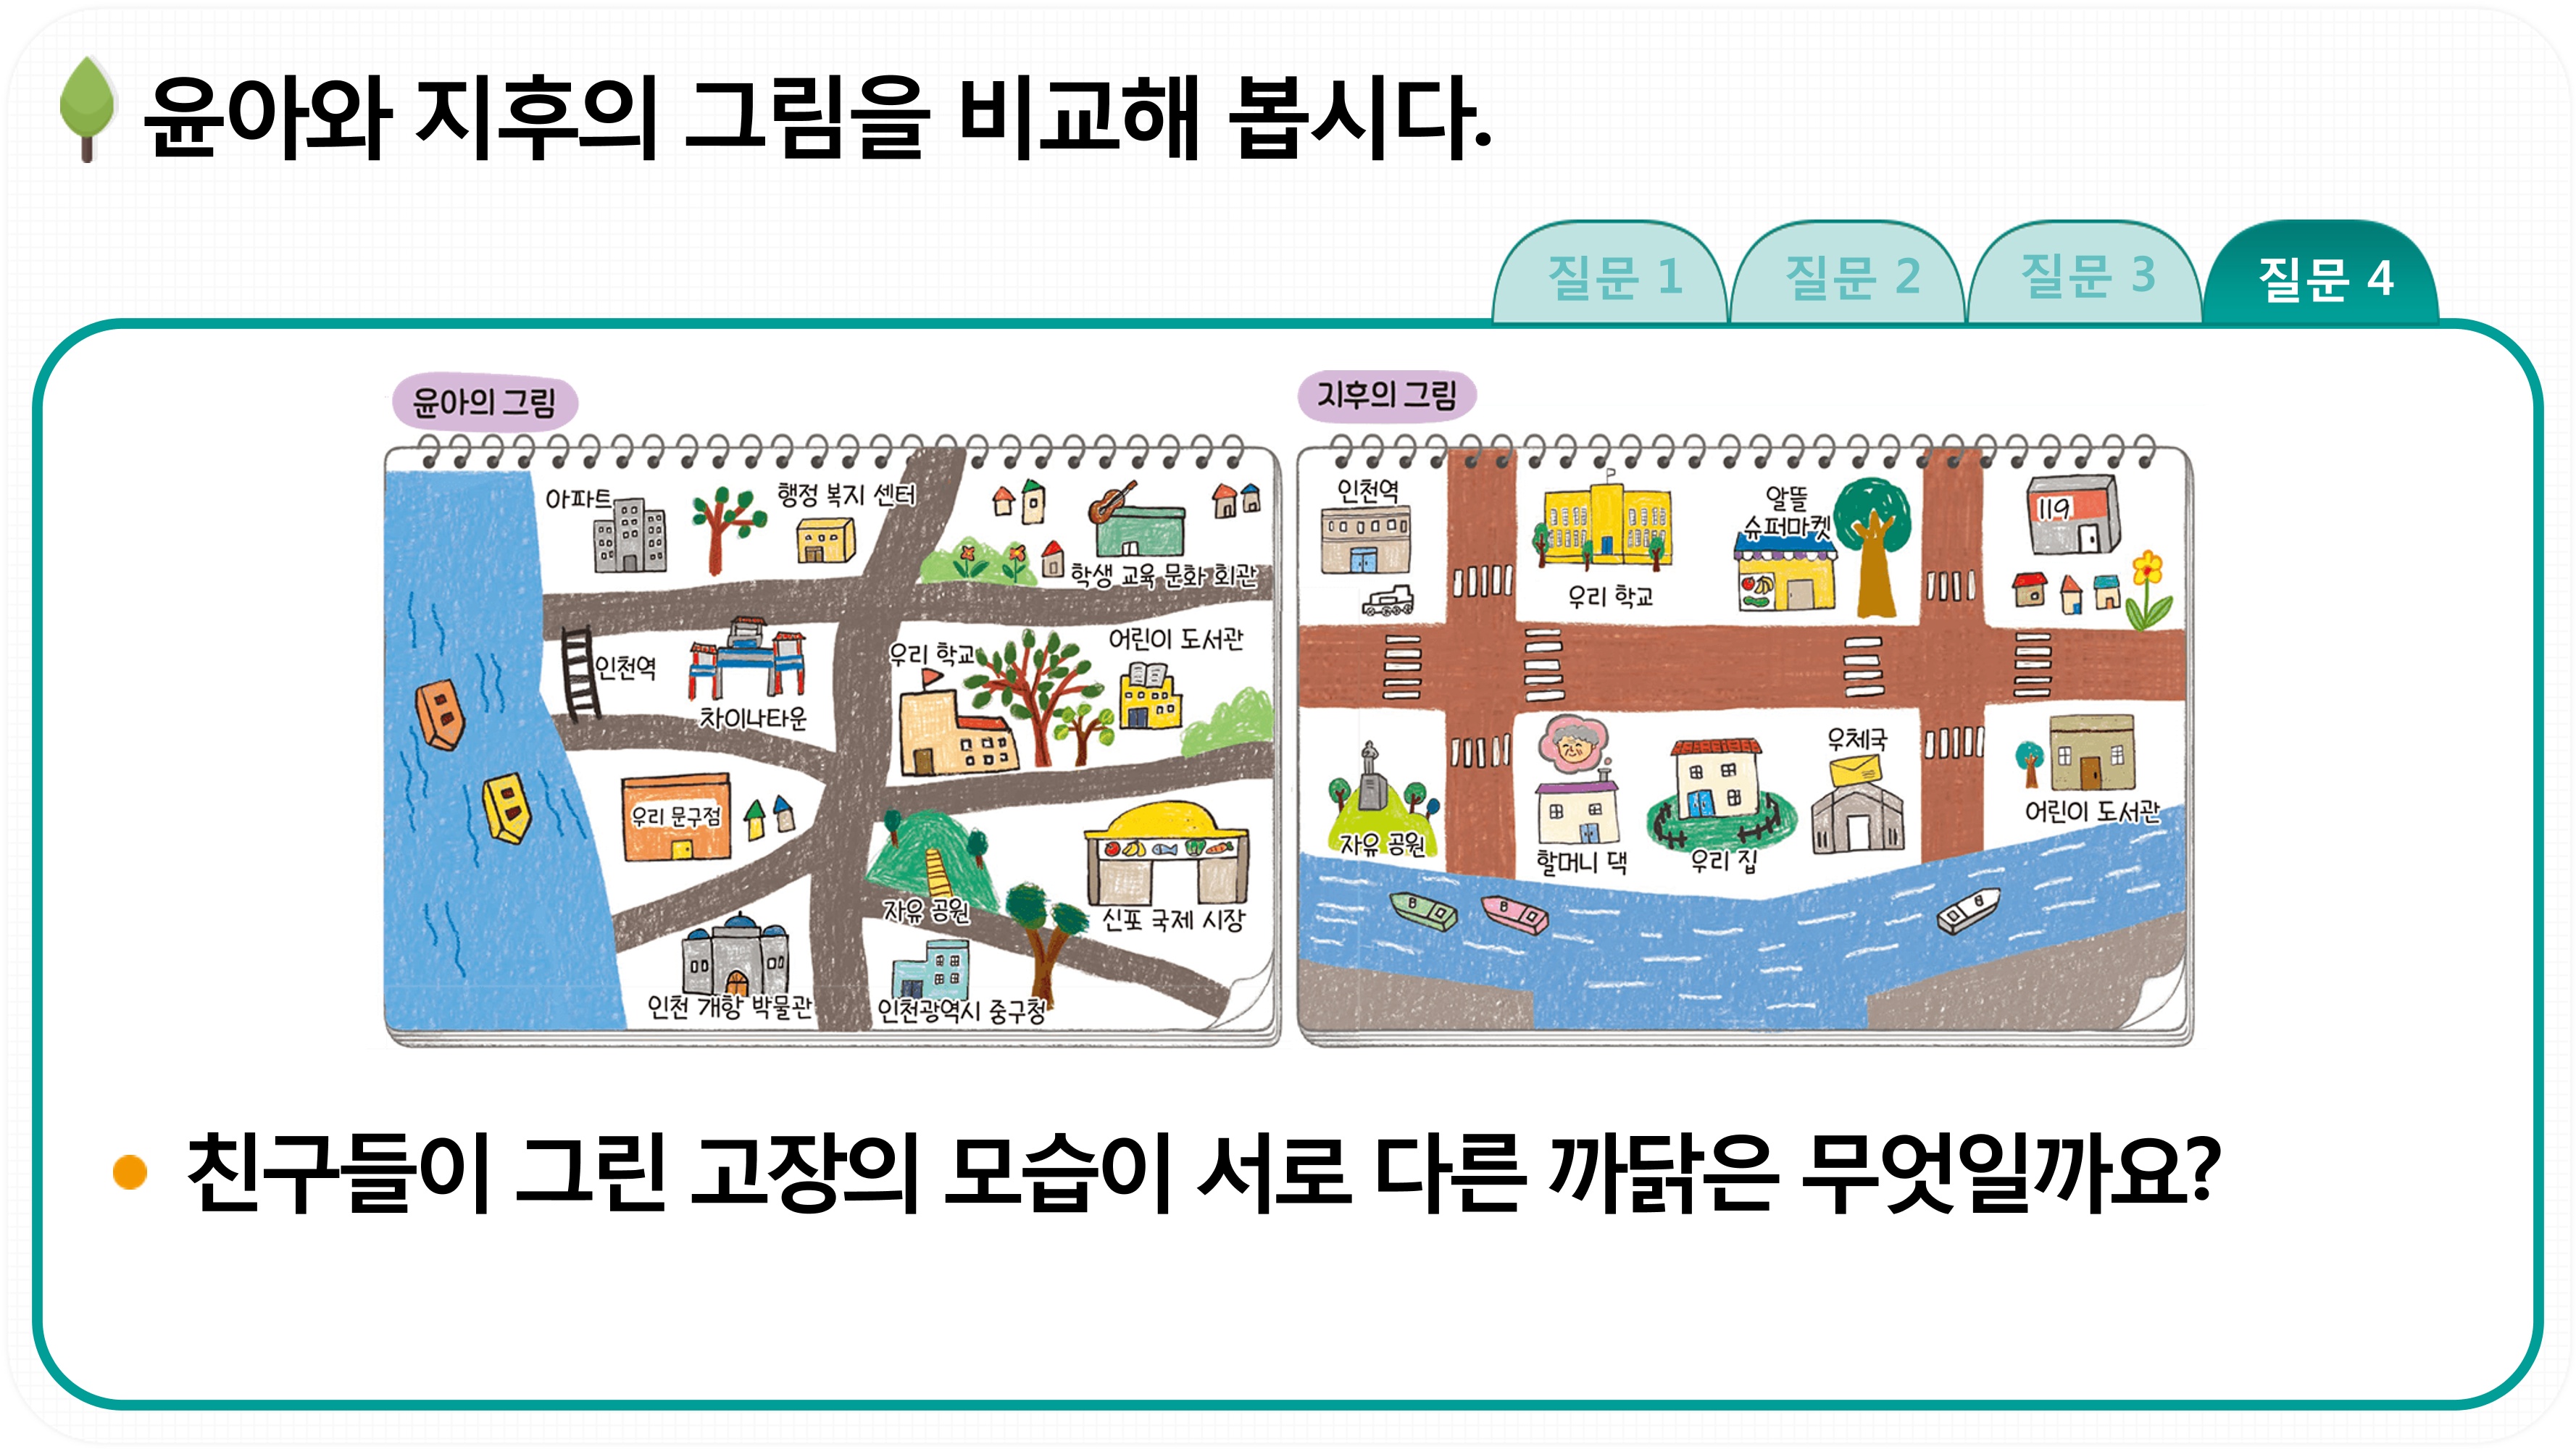 윤아와 지후의 그림을 비교해 봅시다.
질문 1
질문 2
질문 3
질문 4
윤아의 그림
아파트
행정 복지 센터
학생 교육 문화 회관
인천역
차이나타운
우리 학교
어린이 도서관
우리 문구점
자유 공원
신포 국제 시장
인천 개항 박물관
인천광역시 중구청
지후의 그림
인천역
우리 학교
알뜰
슈퍼마켓
119
자유 공원
할머니 댁
우리 집
우체국
어린이 도서관
친구들이 그린 고장의 모습이 서로 다른 까닭은 무엇일까요?